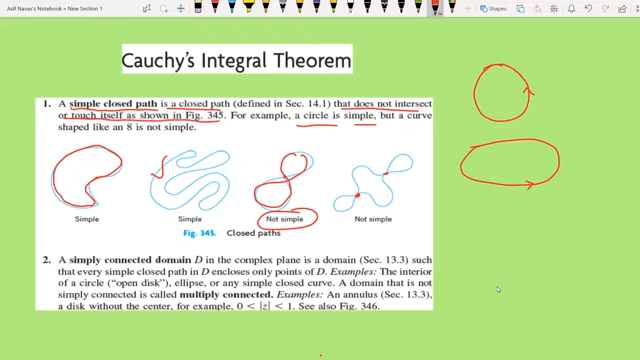 Asif Navas's Notebook » New Section 1
Shapes
Cauchy's Integral Theorem
1. A simple closed path is a closed path (defined in Sec. 14.1) that does not intersect
or touch itself as shown in Fig. 345. For example, a circle is simple, but a curve
shaped like an 8 is not simple.
Simple
Simple
Not simple
Not simple
Fig. 345. Closed paths
2. A simply connected domain D in the complex plane is a domain (Sec. 13.3) such
that every simple closed path in D encloses only points of D. Examples: The interior
of a circle ("open disk"), ellipse, or any simple closed curve. A domain that is not
simply connected is called multiply connected. Examples: An annulus (Sec. 13.3),
a disk without the center, for example, 0 < |z| < 1. See also Fig. 346.